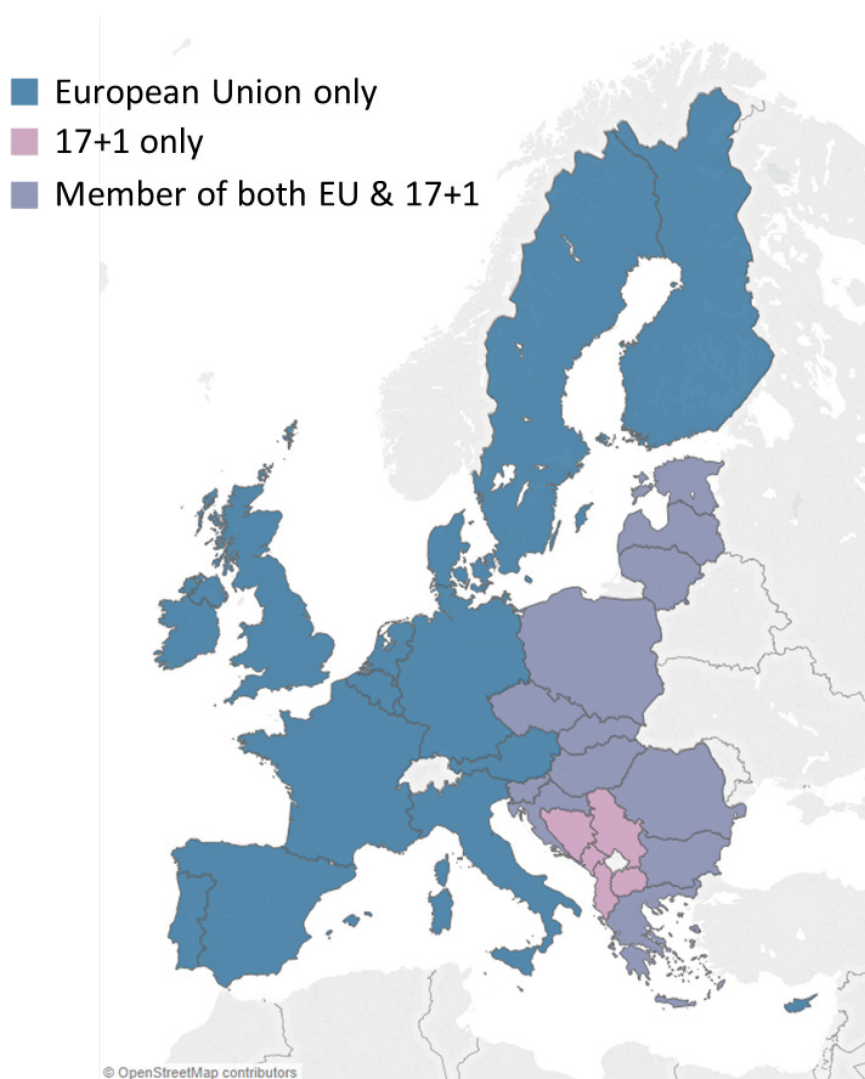 European Union only
17+1 only
Member of both EU & 17+1
© OpenStreetMap contributors